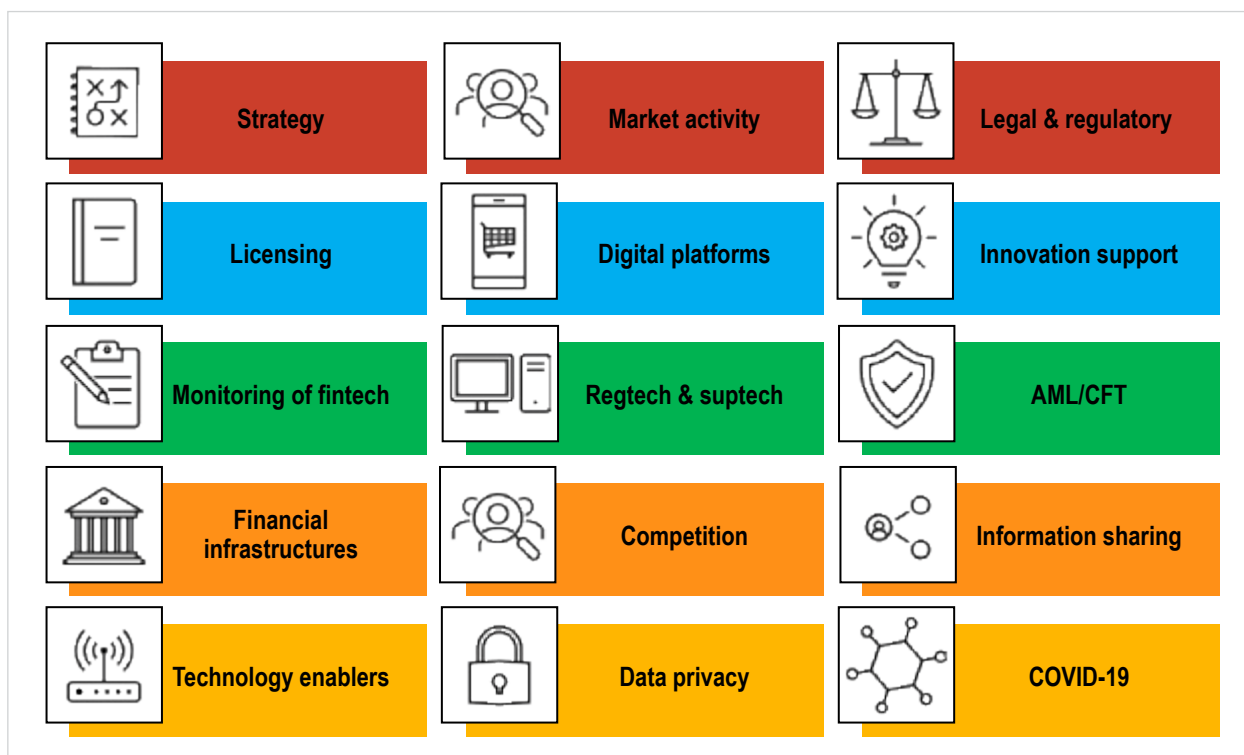 Strategy
Market activity
Legal & regulatory
Licensing
Digital platforms
Innovation support
Monitoring of fintech
Regtech & suptech
AML/CFT
Financial
infrastructures
Competition
Information sharing
Technology enablers
Data privacy
COVID-19